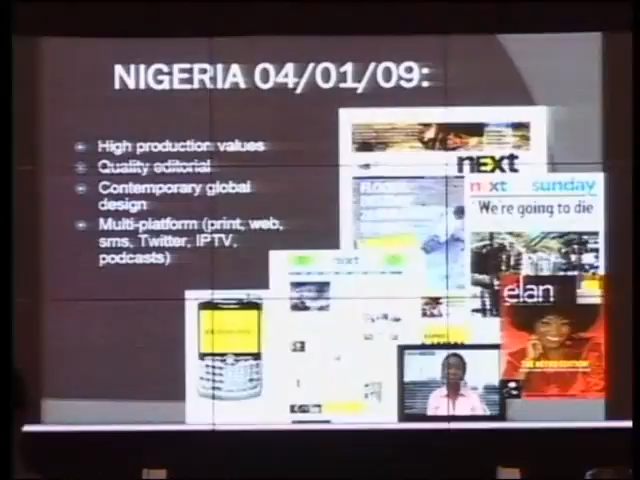 NIGERIA 04/01/09:
High production values
Quality editorial
Contemporary global
design
Multi-platform (print, web,
sms, Twitter, IPTV,
podcasts)
next
next sunday
We're going to die
elan
next